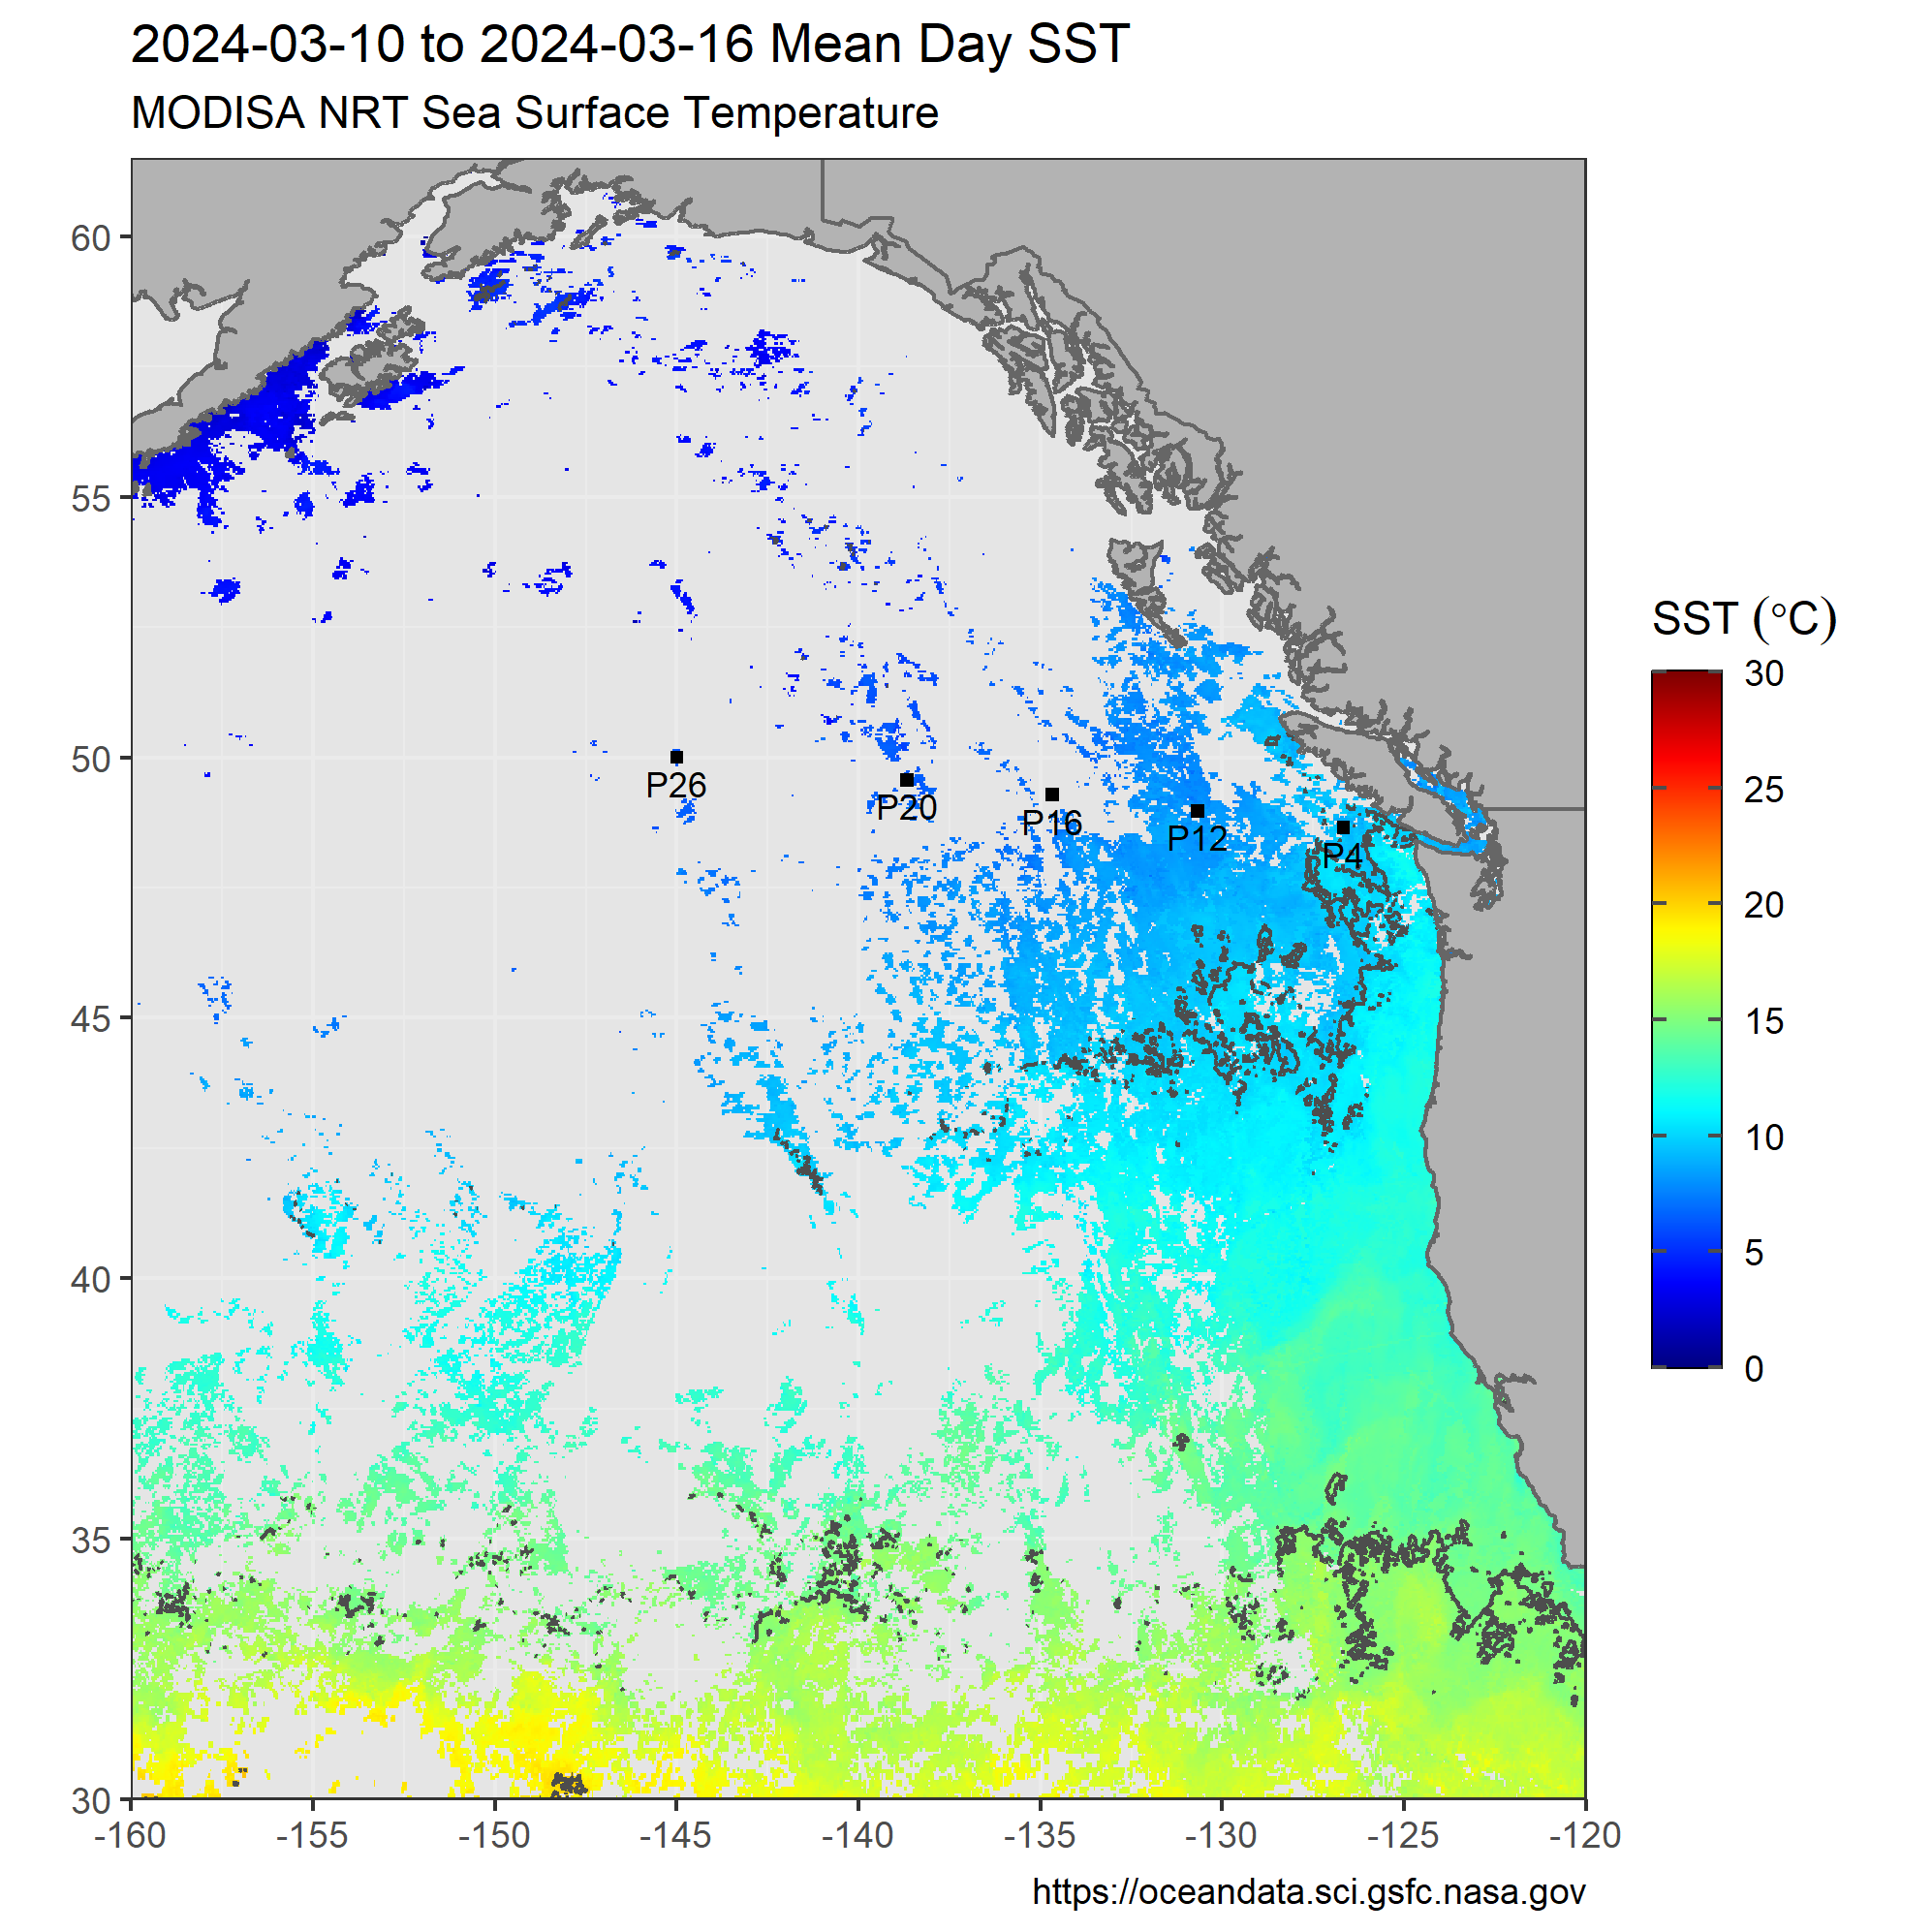 2024-03-10 to 2024-03-16 Mean Day SST
MODISA NRT Sea Surface Temperature
60
55
50
45
40
35
30
P26
P20
P16
P12
P4
-160
-155
-150
-145
-140
-135
-130
-125
-120
SST (°C)
30
25
20
15
10
5
0
https://oceandata.sci.gsfc.nasa.gov